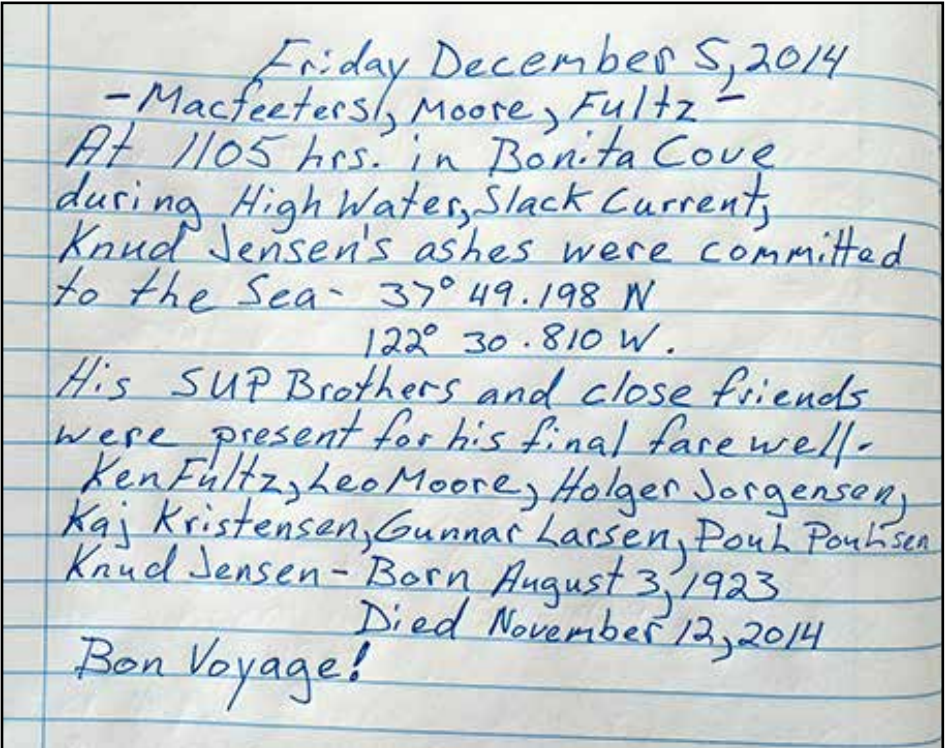 Friday December 5, 2014
- Macfeeters, Moore, Fultz -
At 1105 hrs. in Bonita Cove
during High Water, Slack Current,
Knud Jensen's ashes were committed
to the Sea - 37° 49.198 N
122° 30.810 W.
His SUP Brothers and close friends
were present for his final farewell.
Ken Fultz, Leo Moore, Holger Jorgensen,
Kaj Kristensen, Gunnar Larsen, Poul Poulsen
Knud Jensen - Born August 3, 1923
Died November 12, 2014
Bon Voyage!